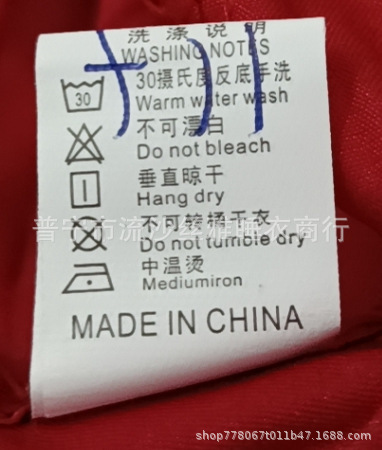 洗涤说明
WASHING NOTES
30摄氏度反底手洗
30
Warm water wash
不可漂白
Do not bleach
垂直晾干
Hang dry
普宁市流沙丝雅睡衣商行
不可转桶干衣
Do not tumble dry
中温烫
Mediumiron
MADE IN CHINA
shop778067t011b47.1688.com